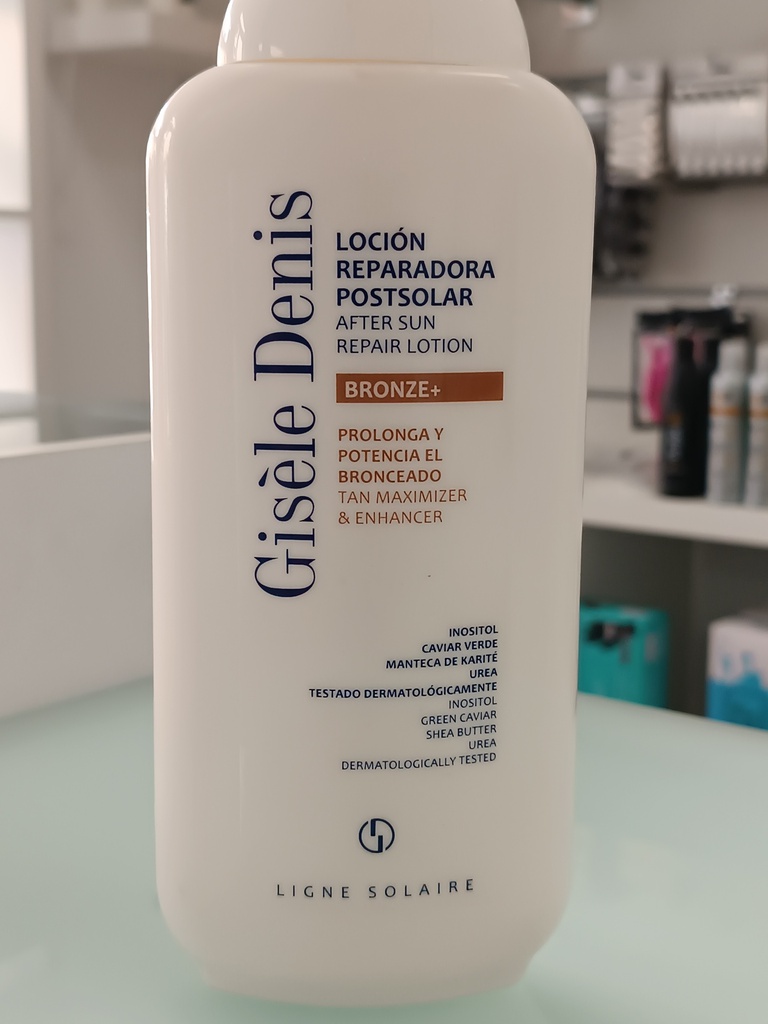 Gisèle Denis
LOCIÓN
REPARADORA
POSTSOLAR
AFTER SUN
REPAIR LOTION
BRONZE+
PROLONGA Y
POTENCIA EL
BRONCEADO
TAN MAXIMIZER
& ENHANCER
INOSITOL
CAVIAR VERDE
MANTECA DE KARITÉ
UREA
TESTADO DERMATOLÓGICAMENTE
INOSITOL
GREEN CAVIAR
SHEA BUTTER
UREA
DERMATOLOGICALLY TESTED
LIGNE SOLAIRE